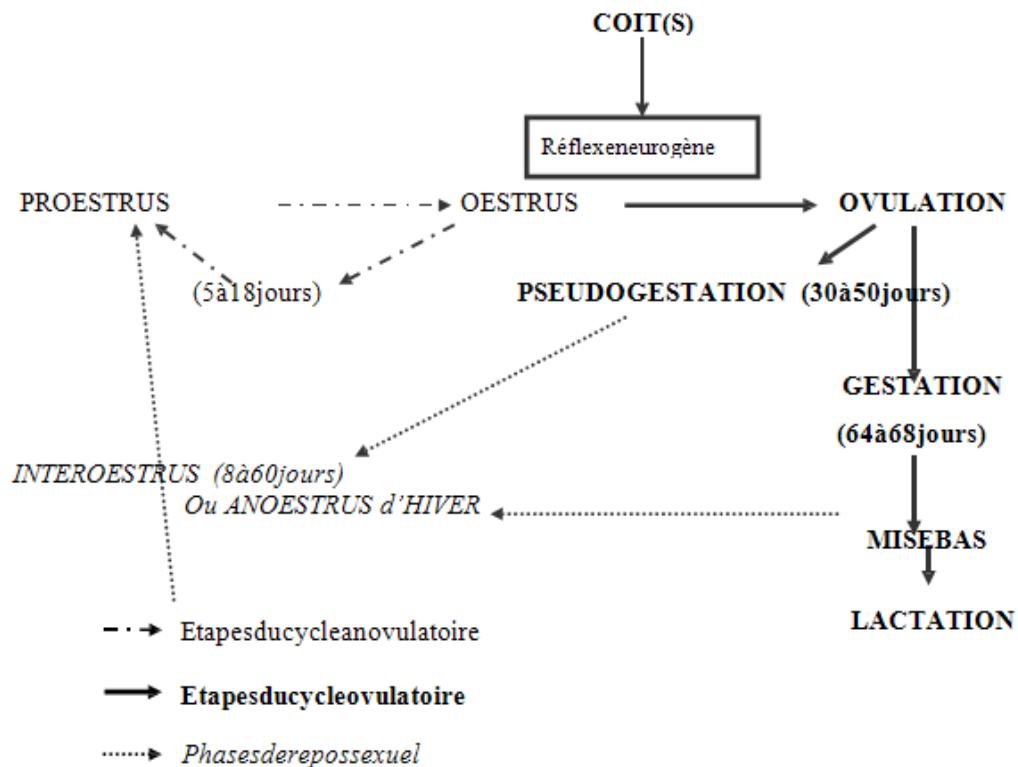 COIT(S)
Réflexeneurogène
PROESTRUS OESTRUS OVULATION
(5à18jours)
PSEUDOGESTATION (30à50jours)
GESTATION
(64à68jours)
INTEROESTRUS (8à60jours)
Ou ANOESTRUS d’HIVER
MISEBAS
LACTATION
Etapesducycleanovulatoire
Etapesducycleovulatoire
Phasesderepossexuel